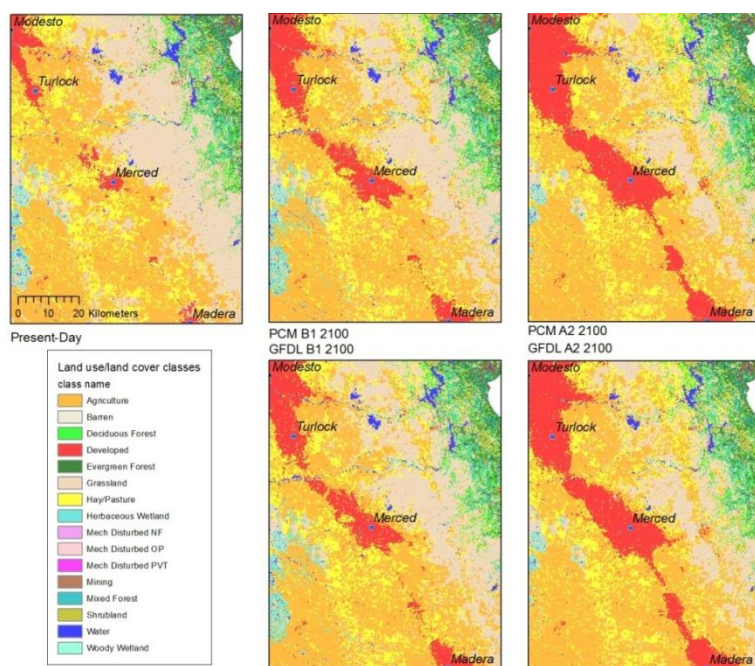 Modesto
Turlock
Merced
0 5 10 20 Kilometers
Madera
Present-Day
Modesto
Turlock
Merced
Madera
PCM B1 2100
GFDL B1 2100
Modesto
Turlock
Merced
Madera
PCM A2 2100
GFDL A2 2100
Land use/land cover classes
class name
Agriculture
Barren
Deciduous Forest
Developed
Evergreen Forest
Grassland
Hay/Pasture
Herbaceous Wetland
Mech Disturbed NF
Mech Disturbed OP
Mech Disturbed PVT
Mining
Mixed Forest
Shrubland
Water
Woody Wetland
Modesto
Turlock
Merced
Madera
Modesto
Turlock
Merced
Madera